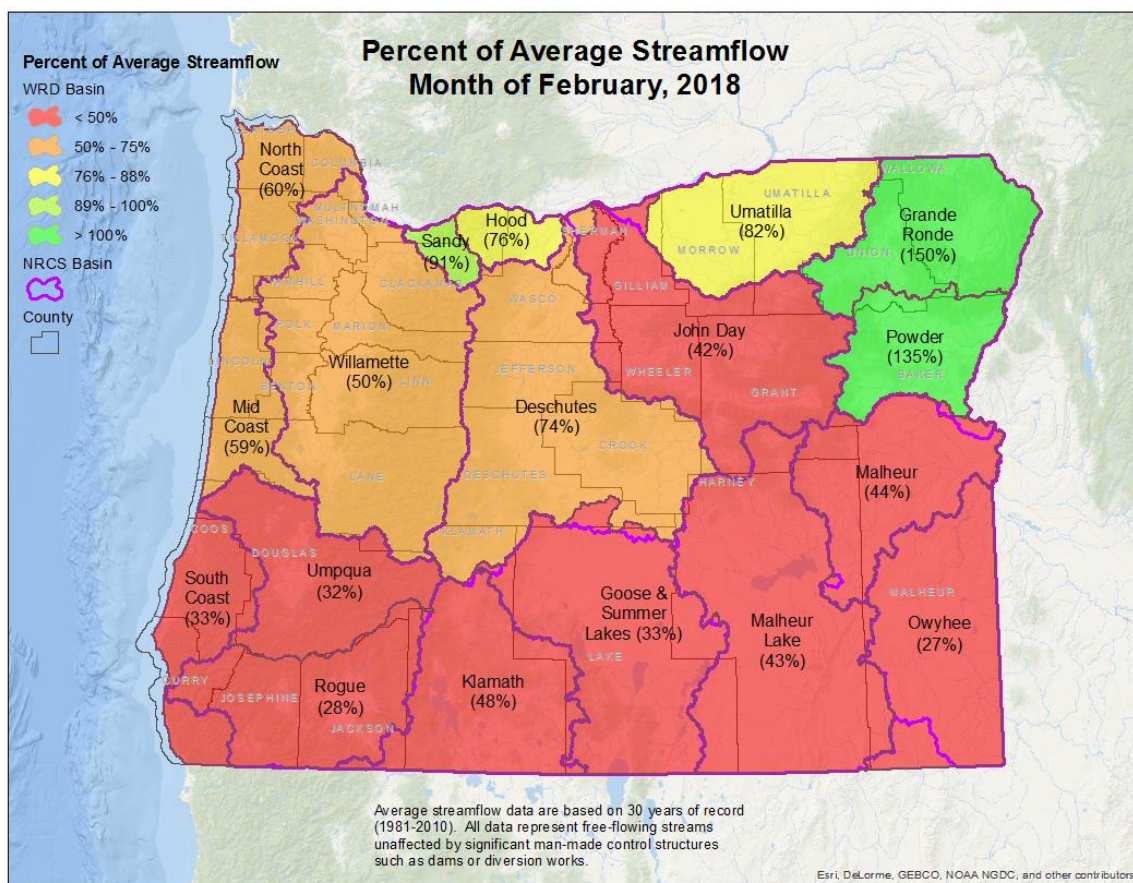 Percent of Average Streamflow
Month of February, 2018
Percent of Average Streamflow
WRD Basin
< 50%
50% - 75%
76% - 88%
89% - 100%
> 100%
NRCS Basin
County
North
Coast
(60%)
COLUMBIA
MULTNOMAH
WASHINGTON
TILLAMOOK
YAMHILL
CLACKAMAS
Sandy
(91%)
Hood
(76%)
SHERMAN
WASCO
GILLIAM
UMATILLA
Umatilla
(82%)
MORROW
WALLOWA
Grande
Ronde
(150%)
UNION
Powder
(135%)
BAKER
John Day
(42%)
WHEELER
GRANT
POLK
MARION
Willamette
(50%)
LINN
LINCOLN
BENTON
JEFFERSON
Deschutes
(74%)
CROOK
DESCHUTES
Mid
Coast
(59%)
LANE
KLAMATH
HARNEY
Malheur
(44%)
COOS
DOUGLAS
Umpqua
(32%)
South
Coast
(33%)
Goose &
Summer
Lakes (33%)
LAKE
Malheur
Lake
(43%)
MALHEUR
Owyhee
(27%)
CURRY
JOSEPHINE
Rogue
(28%)
JACKSON
Klamath
(48%)
Average streamflow data are based on 30 years of record
(1981-2010). All data represent free-flowing streams
unaffected by significant man-made control structures
such as dams or diversion works.
Esri, DeLorme, GEBCO, NOAA NGDC, and other contributors